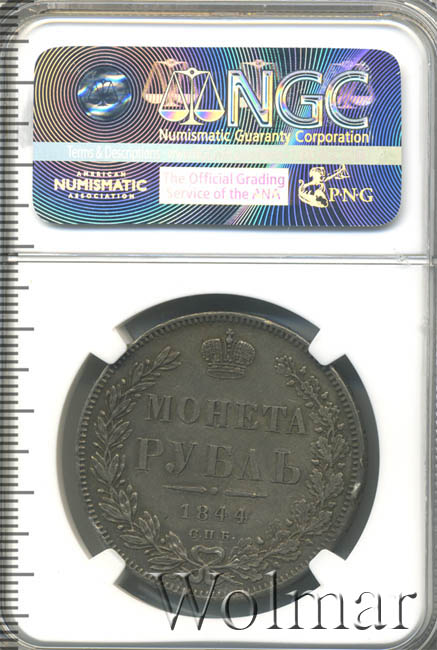 NGC
Numismatic Guaranty Corporation
Terms & Descriptions
AMERICAN
NUMISMATIC
ASSOCIATION
The Official Grading
Service of the ANA
PNG
МОНЕТА
РУБЛЬ
1844
С.П.Б.
Wolmar